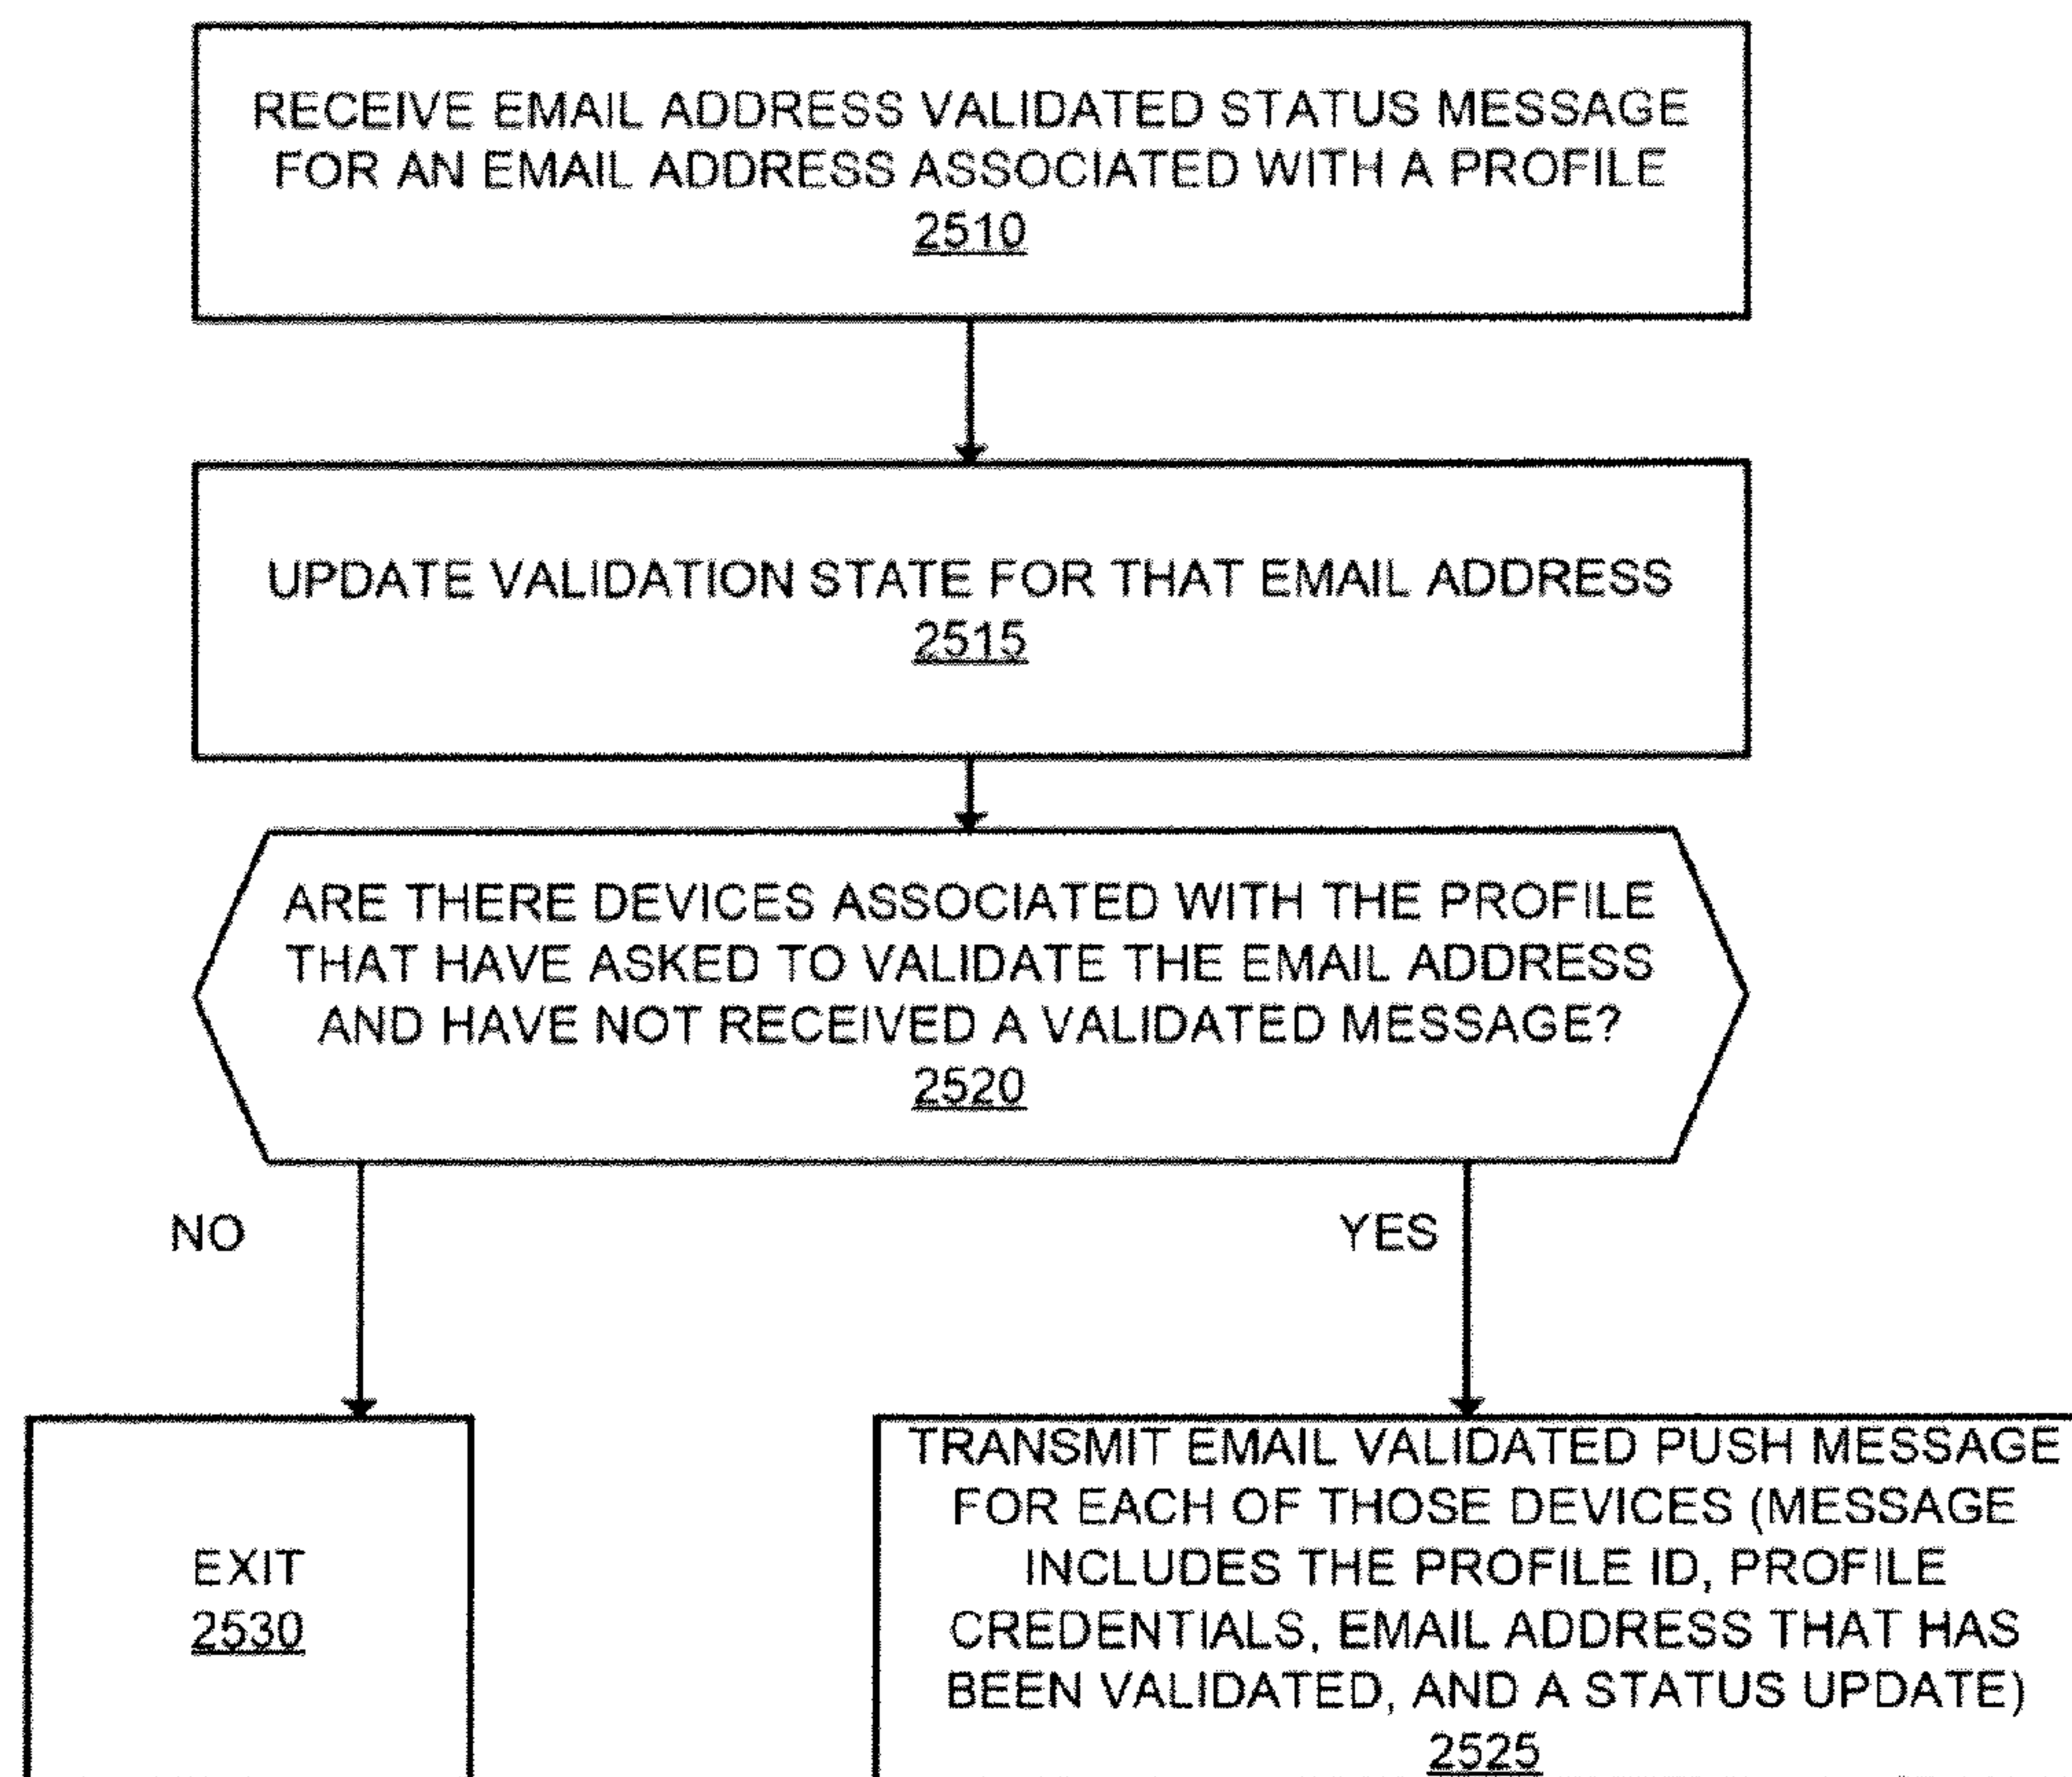 RECEIVE EMAIL ADDRESS VALIDATED STATUS MESSAGE
FOR AN EMAIL ADDRESS ASSOCIATED WITH A PROFILE
2510
UPDATE VALIDATION STATE FOR THAT EMAIL ADDRESS
2515
ARE THERE DEVICES ASSOCIATED WITH THE PROFILE
THAT HAVE ASKED TO VALIDATE THE EMAIL ADDRESS
AND HAVE NOT RECEIVED A VALIDATED MESSAGE?
2520
NO
YES
EXIT
2530
TRANSMIT EMAIL VALIDATED PUSH MESSAGE
FOR EACH OF THOSE DEVICES (MESSAGE
INCLUDES THE PROFILE ID, PROFILE
CREDENTIALS, EMAIL ADDRESS THAT HAS
BEEN VALIDATED, AND A STATUS UPDATE)
2525